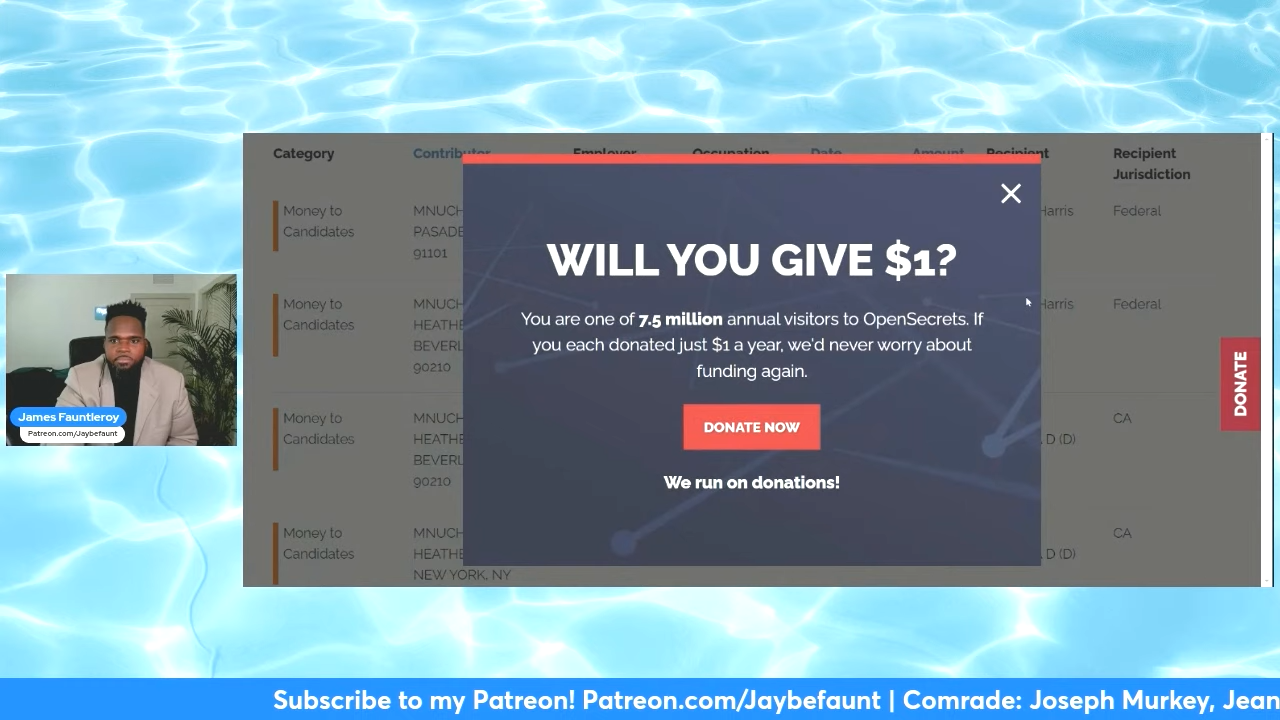 Category Contributor Employer Occupation Date Amount Recipient Recipient
Jurisdiction
Money to
Candidates
MNUCH
PASADE
91101
Harris
Federal
Money to
Candidates
MNUCH
HEATHE
BEVERL
90210
Harris
Federal
Money to
Candidates
MNUCH
HEATHE
BEVERL
90210
D (D)
CA
Money to
Candidates
MNUCH
HEATHE
NEW YORK, NY
D (D)
CA
WILL YOU GIVE $1?
You are one of 7.5 million annual visitors to OpenSecrets. If
you each donated just $1 a year, we'd never worry about
funding again.
DONATE NOW
We run on donations!
DONATE
James Fauntleroy
Patreon.com/Jaybefaunt
Subscribe to my Patreon! Patreon.com/Jaybefaunt | Comrade: Joseph Murkey, Jean